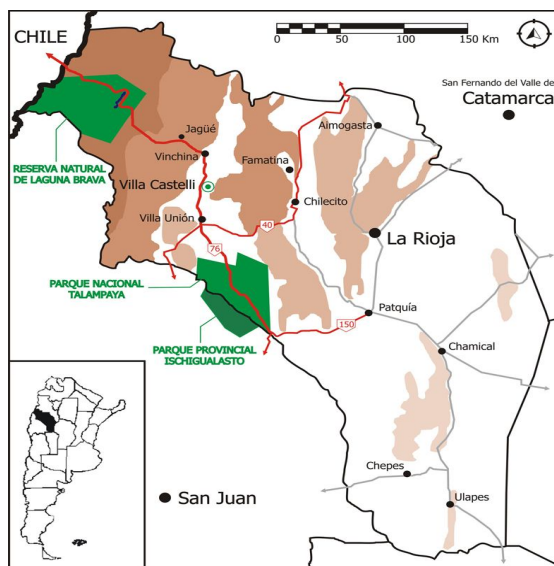 CHILE
0 50 100 150 Km
San Fernando del Valle de
Catamarca
Jagüé
Aimogasta
Vinchina
Famatina
RESERVA NATURAL
DE LAGUNA BRAVA
Villa Castelli
Chilecito
Villa Unión
40
La Rioja
76
PARQUE NACIONAL
TALAMPAYA
Patquía
150
PARQUE PROVINCIAL
ISCHIGUALASTO
Chamical
Chepes
San Juan
Ulapes